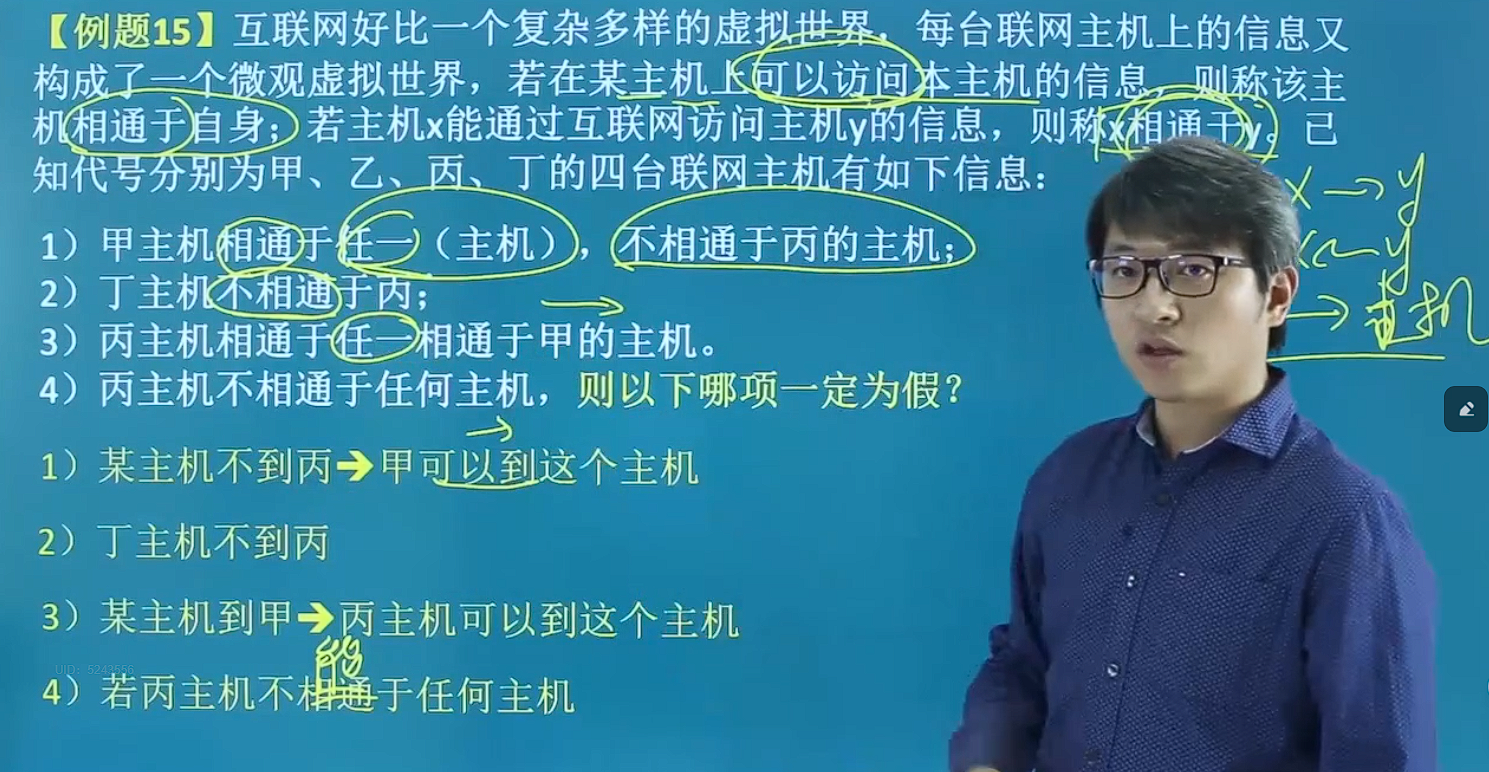 【例题15】互联网好比一个复杂多样的虚拟世界，每台联网主机上的信息又
构成了一个微观虚拟世界，若在某主机上可以访问本主机的信息，则称该主
机相通于自身；若主机x能通过互联网访问主机y的信息，则称x相通于y。已
知代号分别为甲、乙、丙、丁的四台联网主机有如下信息：
x→y
x←y
1）甲主机相通于任一（主机），不相通于丙的主机；
2）丁主机不相通于丙；
→主机
3）丙主机相通于任一相通于甲的主机。
4）丙主机不相通于任何主机，则以下哪项一定为假？
1）某主机不到丙→甲可以到这个主机
2）丁主机不到丙
3）某主机到甲→丙主机可以到这个主机
能
UID：5243556
4）若丙主机不相通于任何主机